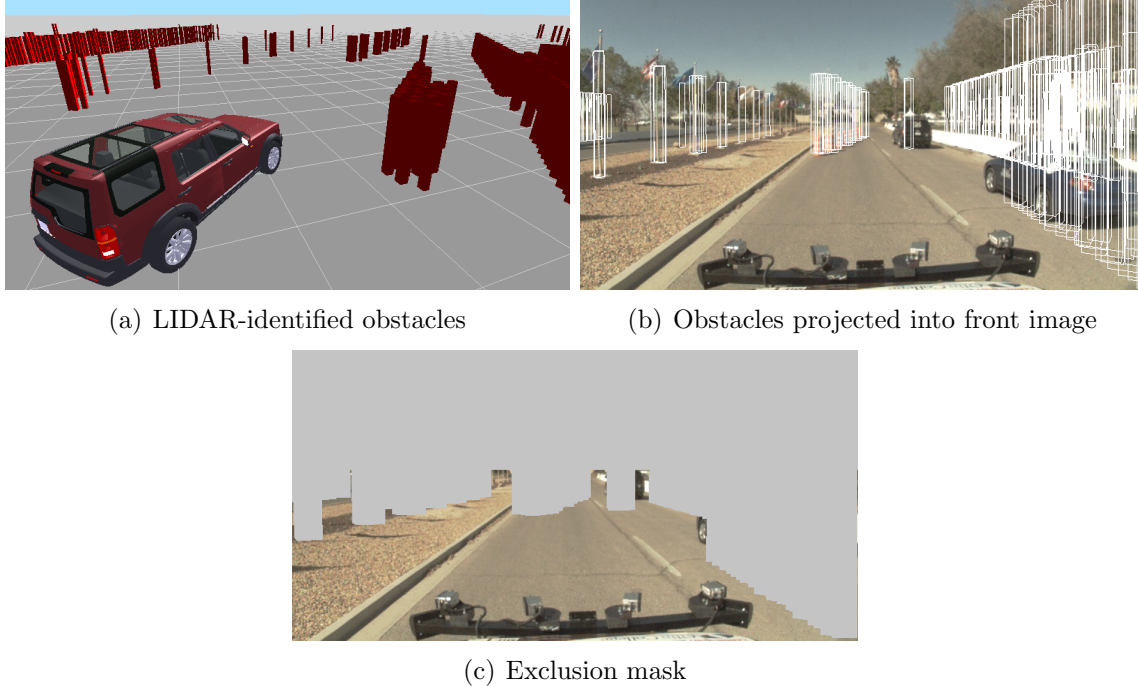 (a) LIDAR-identified obstacles
(b) Obstacles projected into front image
(c) Exclusion mask